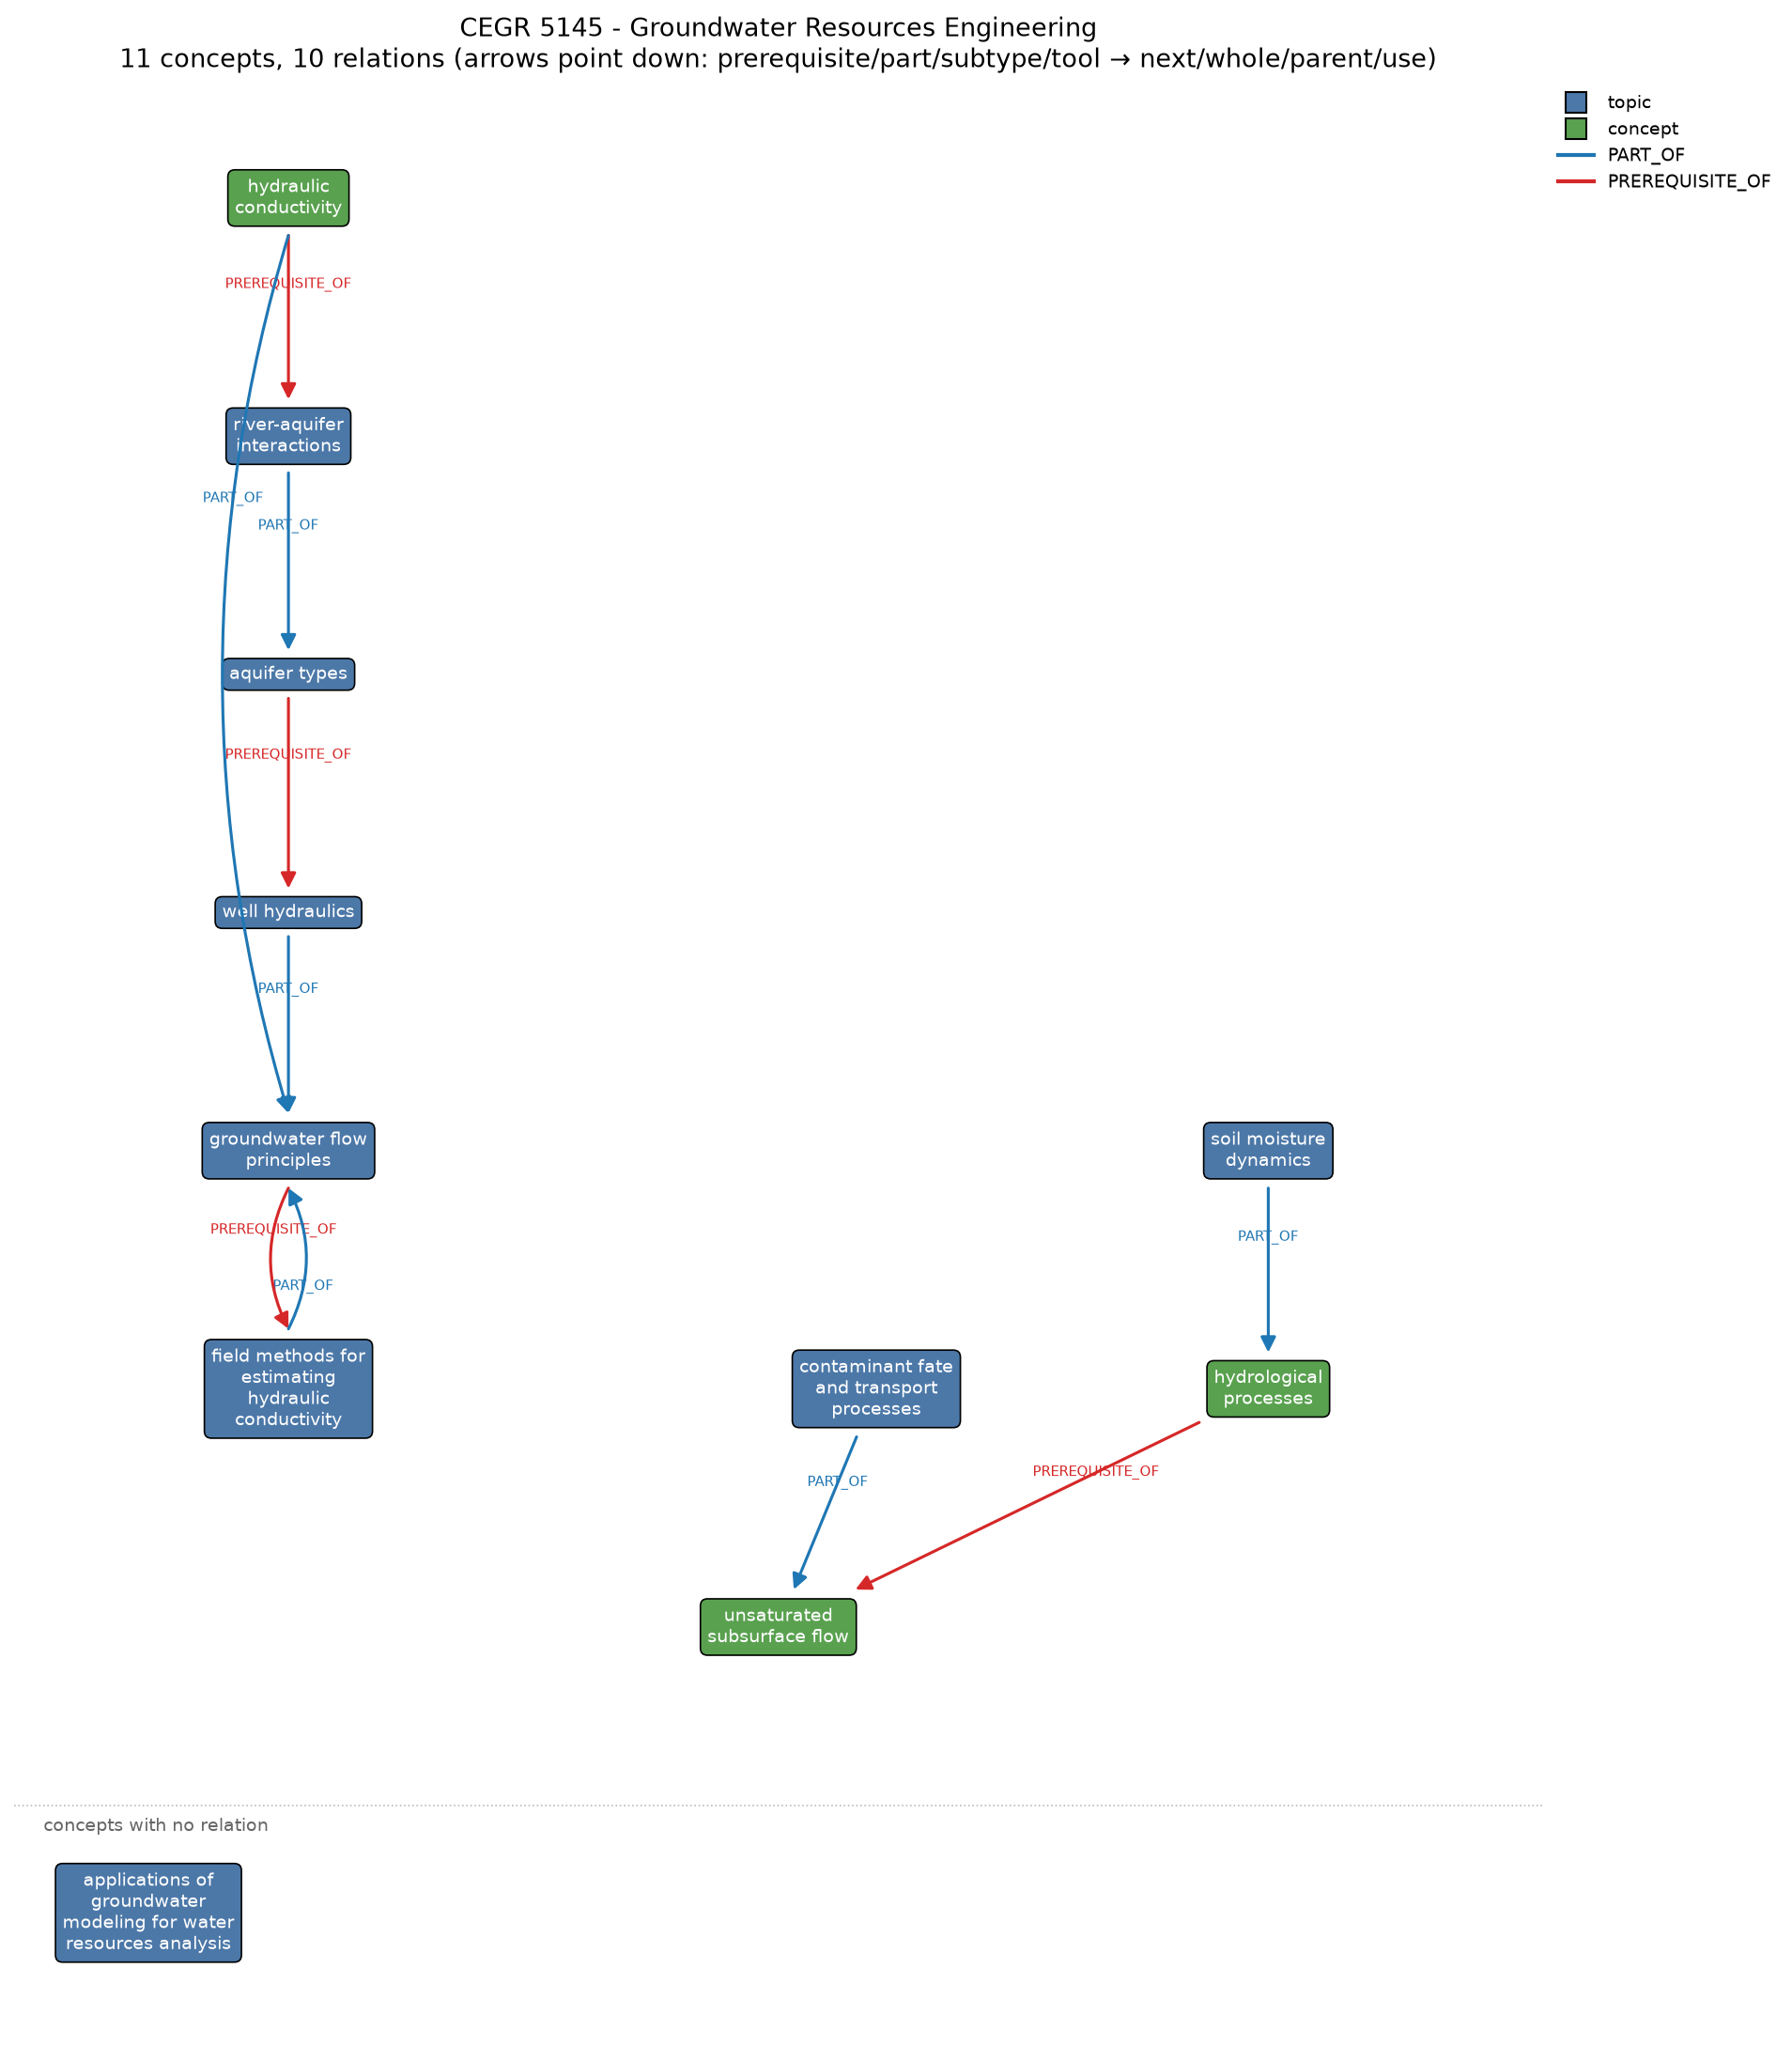 CEGR 5145 - Groundwater Resources Engineering
11 concepts, 10 relations (arrows point down: prerequisite/part/subtype/tool → next/whole/parent/use)
topic
concept
PART_OF
PREREQUISITE_OF
hydraulic
conductivity
PREREQUISITE_OF
river-aquifer
interactions
PART_OF
PART_OF
aquifer types
PREREQUISITE_OF
well hydraulics
PART_OF
groundwater flow
principles
PREREQUISITE_OF
PART_OF
field methods for
estimating
hydraulic
conductivity
soil moisture
dynamics
PART_OF
contaminant fate
and transport
processes
hydrological
processes
PART_OF
PREREQUISITE_OF
unsaturated
subsurface flow
concepts with no relation
applications of
groundwater
modeling for water
resources analysis